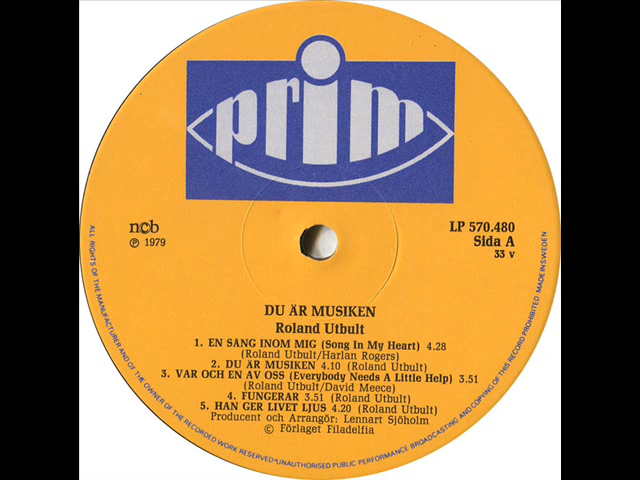 prim
ncb
℗ 1979
LP 570.480
Sida A
33 v
DU ÄR MUSIKEN
Roland Utbult
1. EN SÅNG INOM MIG (Song In My Heart) 4.28
(Roland Utbult/Harlan Rogers)
2. DU ÄR MUSIKEN 4.10 (Roland Utbult)
3. VAR OCH EN AV OSS (Everybody Needs A Little Help) 3.51
(Roland Utbult/David Meece)
4. FUNGERAR 3.51 (Roland Utbult)
5. HAN GER LIVET LJUS 4.20 (Roland Utbult)
Producent och Arrangör: Lennart Sjöholm
© Förlaget Filadelfia
ALL RIGHTS OF THE MANUFACTURER AND OF THE OWNER OF THE RECORDED WORK RESERVED-UNAUTHORISED PUBLIC PERFORMANCE BROADCASTING AND COPYING OF THIS RECORD PROHIBITED MADE IN SWEDEN